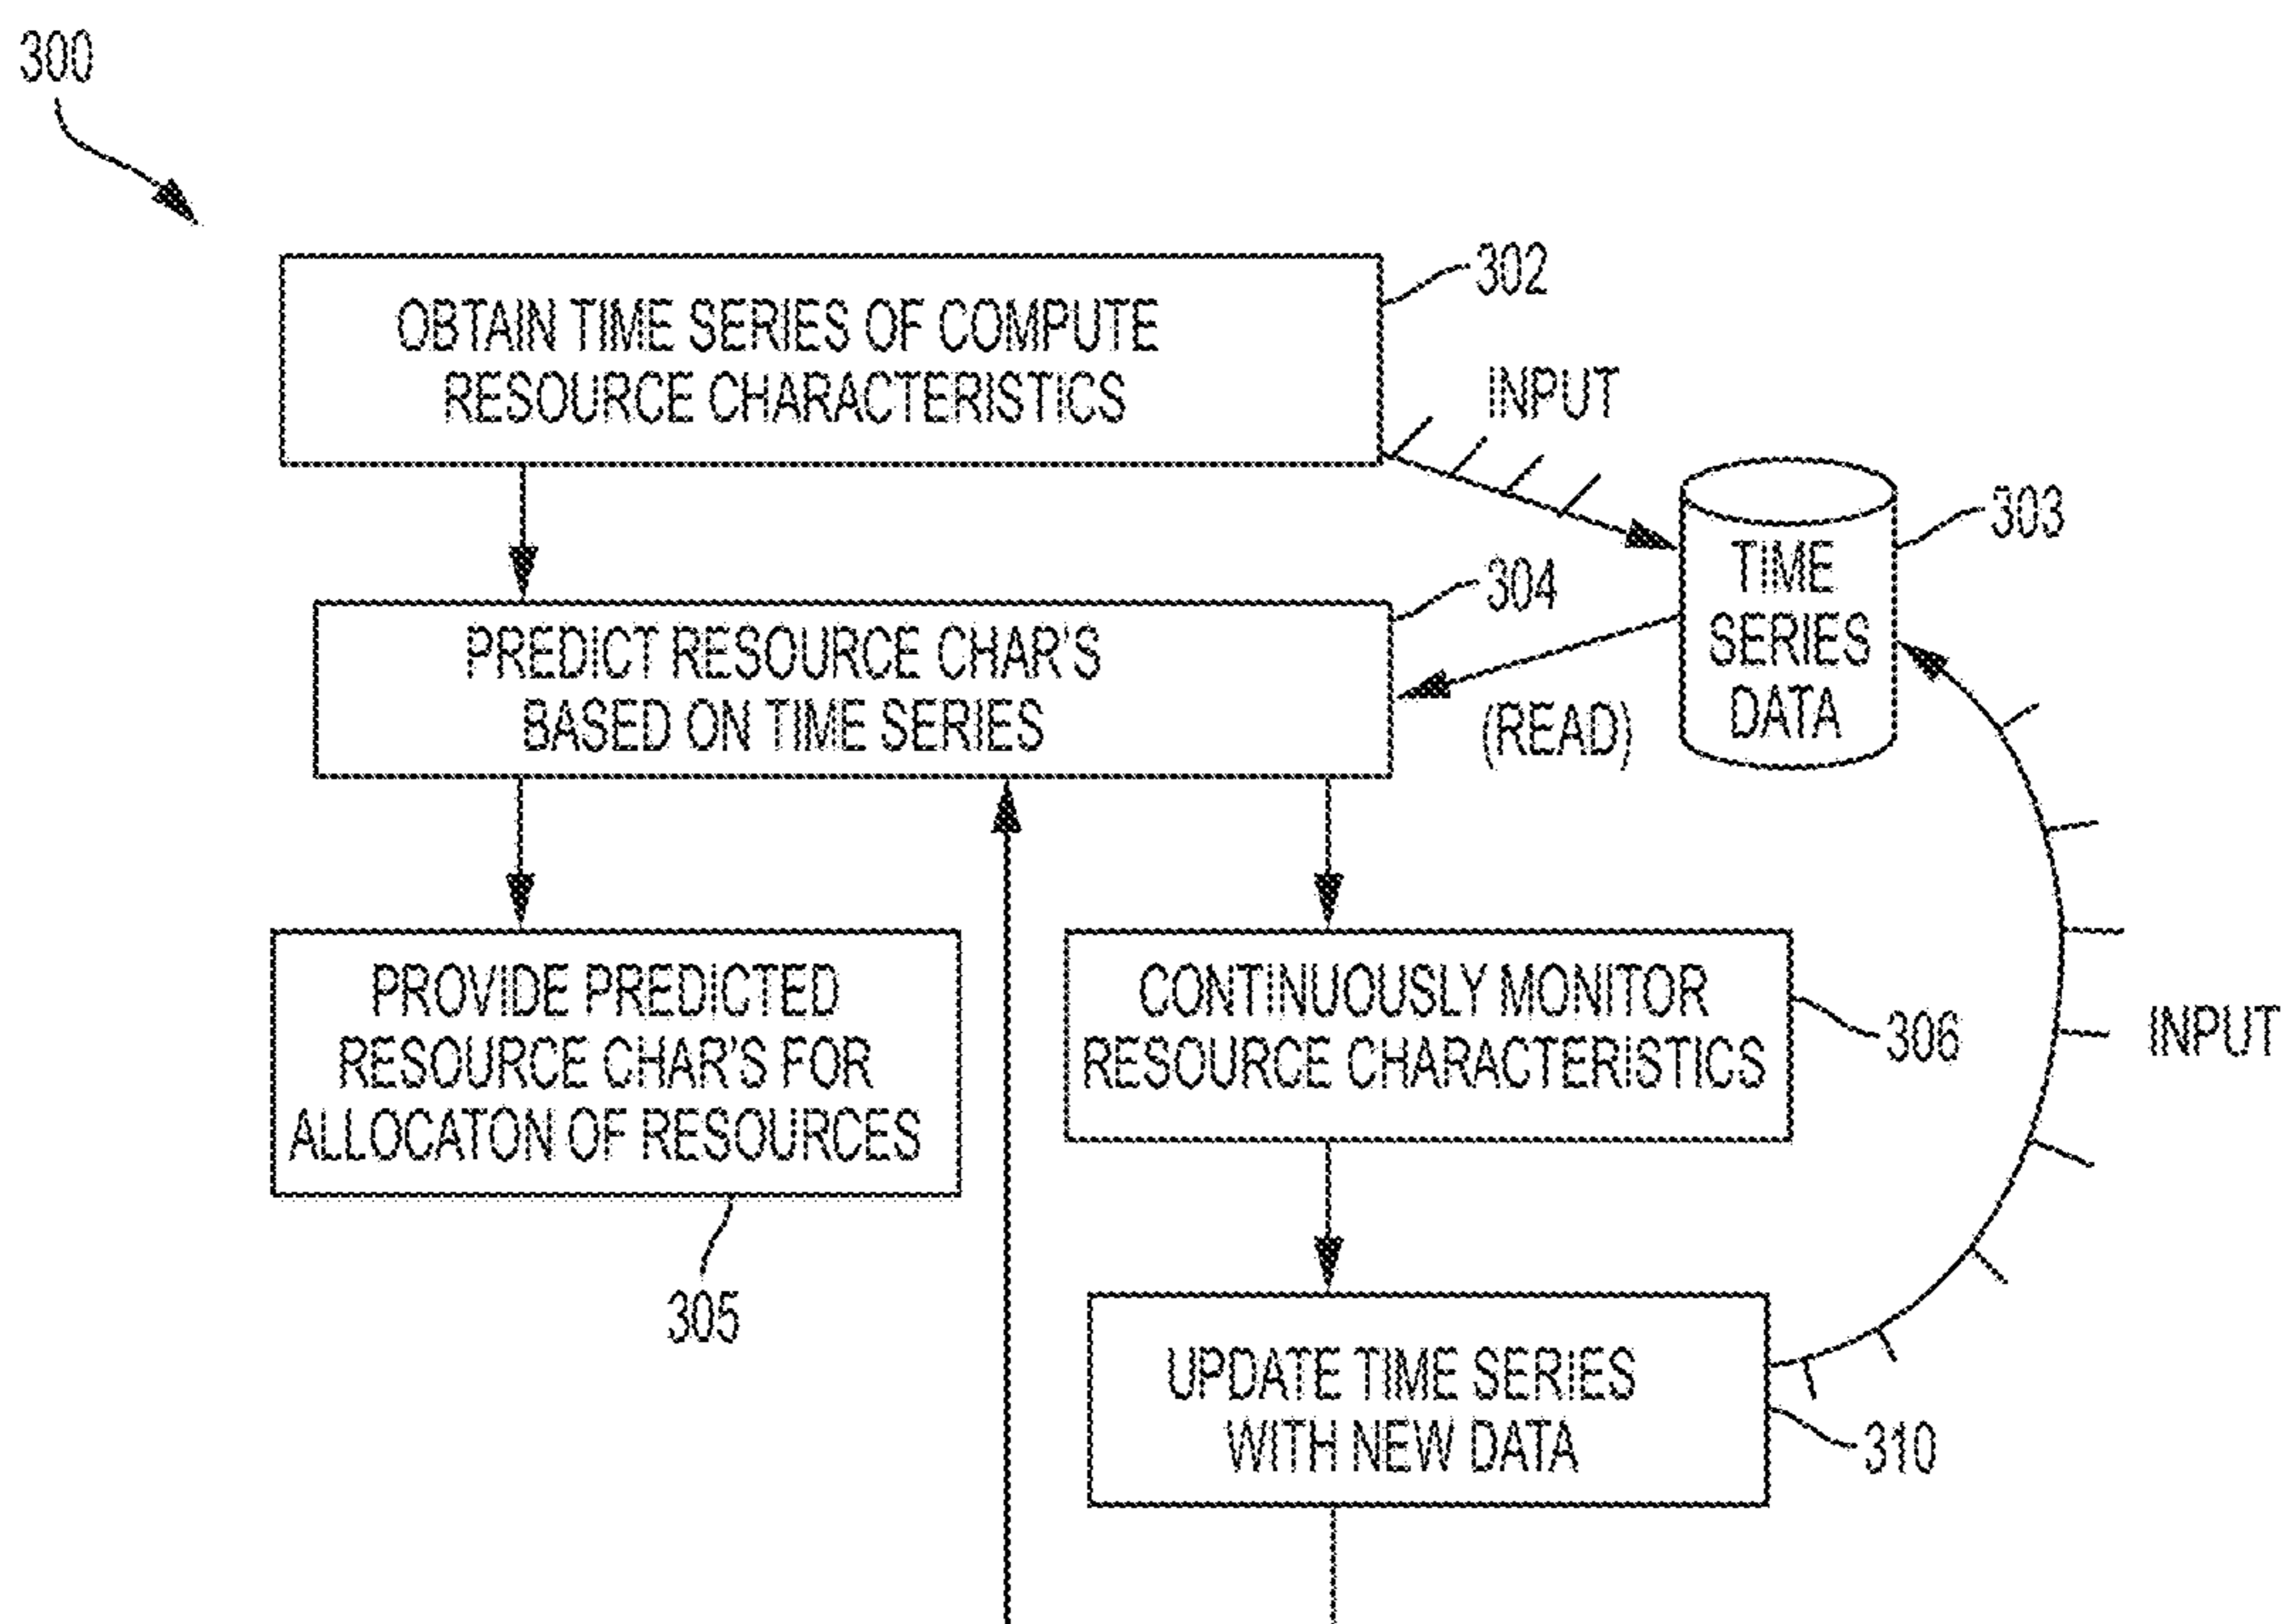 300
302
OBTAIN TIME SERIES OF COMPUTE
RESOURCE CHARACTERISTICS
INPUT
303
TIME
SERIES
DATA
304
PREDICT RESOURCE CHAR'S
BASED ON TIME SERIES
(READ)
PROVIDE PREDICTED
RESOURCE CHAR'S FOR
ALLOCATON OF RESOURCES
305
CONTINUOUSLY MONITOR
RESOURCE CHARACTERISTICS
306
INPUT
UPDATE TIME SERIES
WITH NEW DATA
310